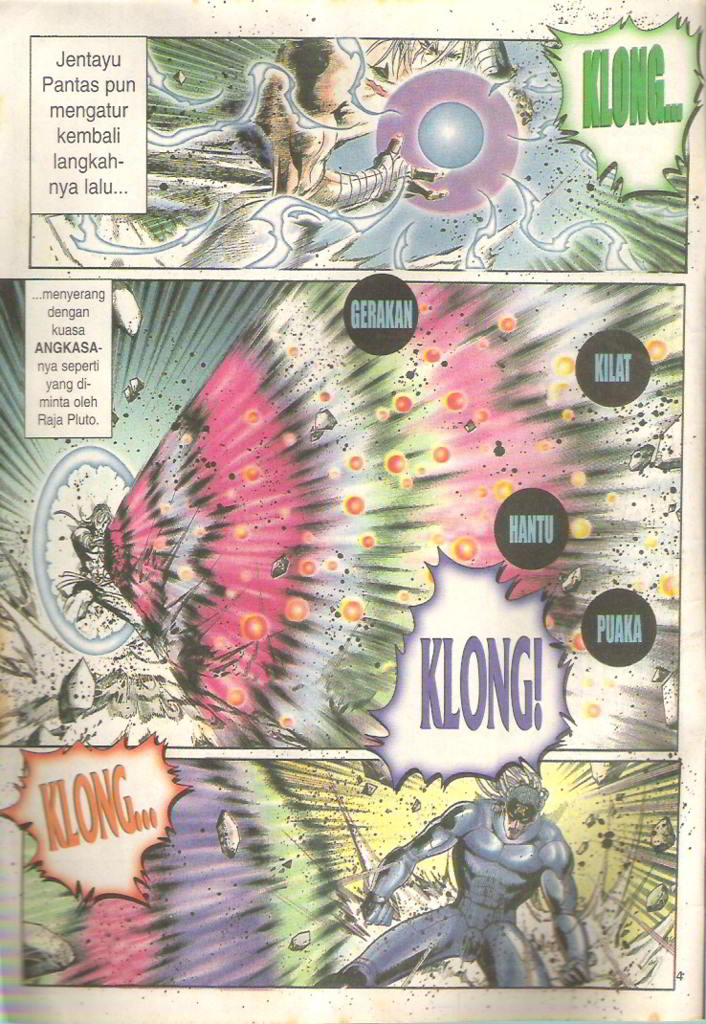 Jentayu
Pantas pun
mengatur
kembali
langkah-
nya lalu...
KLONG...
...menyerang
dengan
kuasa
ANGKASA-
nya seperti
yang di-
minta oleh
Raja Pluto.
GERAKAN
KILAT
HANTU
PUAKA
KLONG!
KLONG...
4